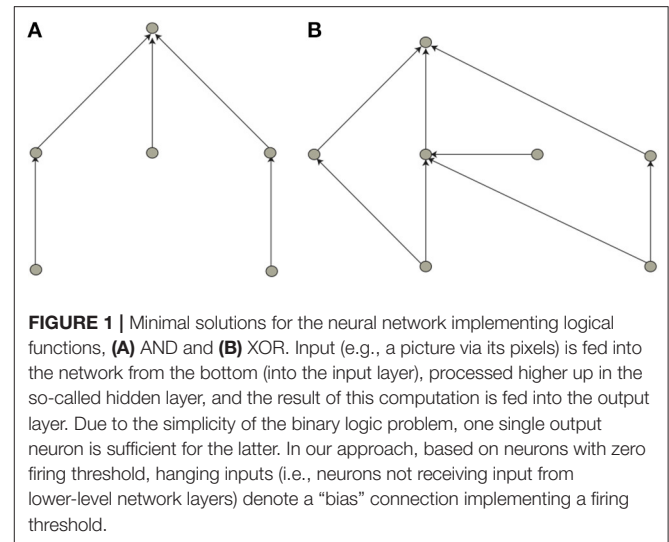 A
B
FIGURE 1 | Minimal solutions for the neural network implementing logical
functions, (A) AND and (B) XOR. Input (e.g., a picture via its pixels) is fed into
the network from the bottom (into the input layer), processed higher up in the
so-called hidden layer, and the result of this computation is fed into the output
layer. Due to the simplicity of the binary logic problem, one single output
neuron is sufficient for the latter. In our approach, based on neurons with zero
firing threshold, hanging inputs (i.e., neurons not receiving input from
lower-level network layers) denote a “bias” connection implementing a firing
threshold.